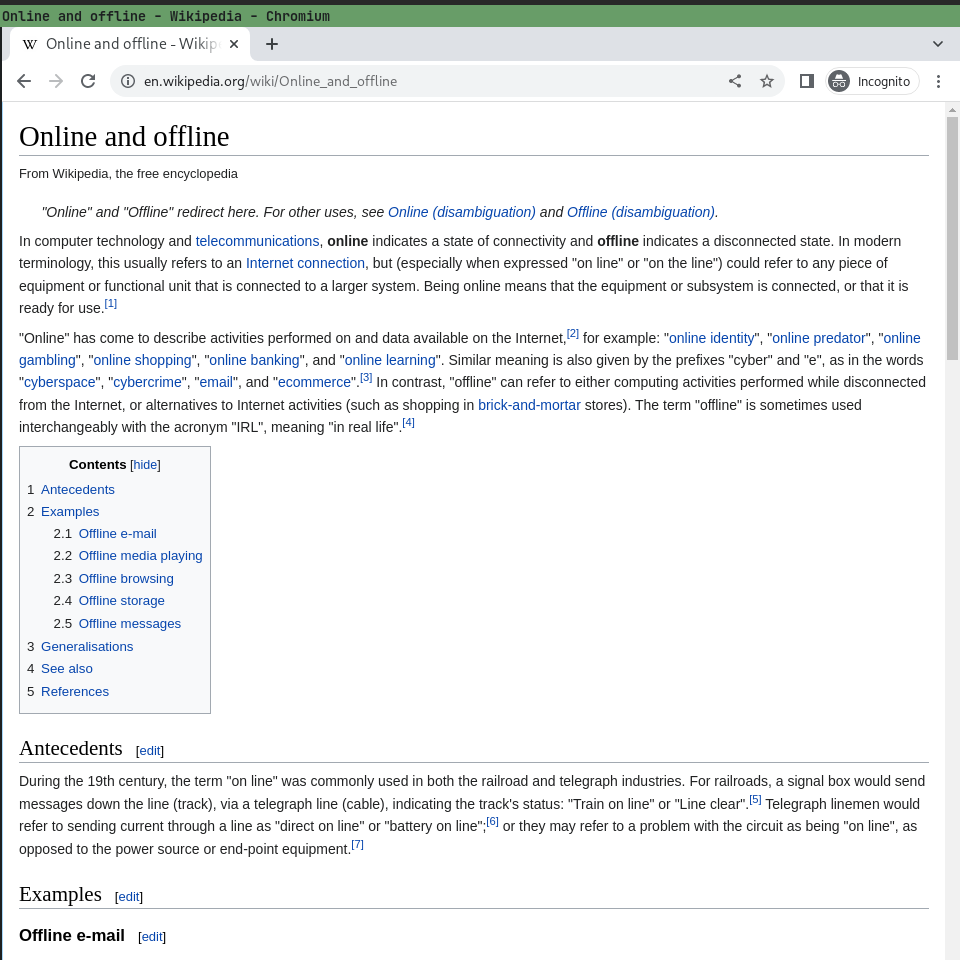 Online and offline - Wikipedia - Chromium
Online and offline - Wikip
en.wikipedia.org/wiki/Online_and_offline
Incognito
Online and offline
From Wikipedia, the free encyclopedia
"Online" and "Offline" redirect here. For other uses, see Online (disambiguation) and Offline (disambiguation).
In computer technology and telecommunications, online indicates a state of connectivity and offline indicates a disconnected state. In modern
terminology, this usually refers to an Internet connection, but (especially when expressed "on line" or "on the line") could refer to any piece of
equipment or functional unit that is connected to a larger system. Being online means that the equipment or subsystem is connected, or that it is
ready for use.[1]
"Online" has come to describe activities performed on and data available on the Internet,[2] for example: "online identity", "online predator", "online
gambling", "online shopping", "online banking", and "online learning". Similar meaning is also given by the prefixes "cyber" and "e", as in the words
"cyberspace", "cybercrime", "email", and "ecommerce".[3] In contrast, "offline" can refer to either computing activities performed while disconnected
from the Internet, or alternatives to Internet activities (such as shopping in brick-and-mortar stores). The term "offline" is sometimes used
interchangeably with the acronym "IRL", meaning "in real life".[4]
Contents [hide]
1 Antecedents
2 Examples
2.1 Offline e-mail
2.2 Offline media playing
2.3 Offline browsing
2.4 Offline storage
2.5 Offline messages
3 Generalisations
4 See also
5 References
Antecedents [edit]
During the 19th century, the term "on line" was commonly used in both the railroad and telegraph industries. For railroads, a signal box would send
messages down the line (track), via a telegraph line (cable), indicating the track's status: "Train on line" or "Line clear".[5] Telegraph linemen would
refer to sending current through a line as "direct on line" or "battery on line";[6] or they may refer to a problem with the circuit as being "on line", as
opposed to the power source or end-point equipment.[7]
Examples [edit]
Offline e-mail [edit]